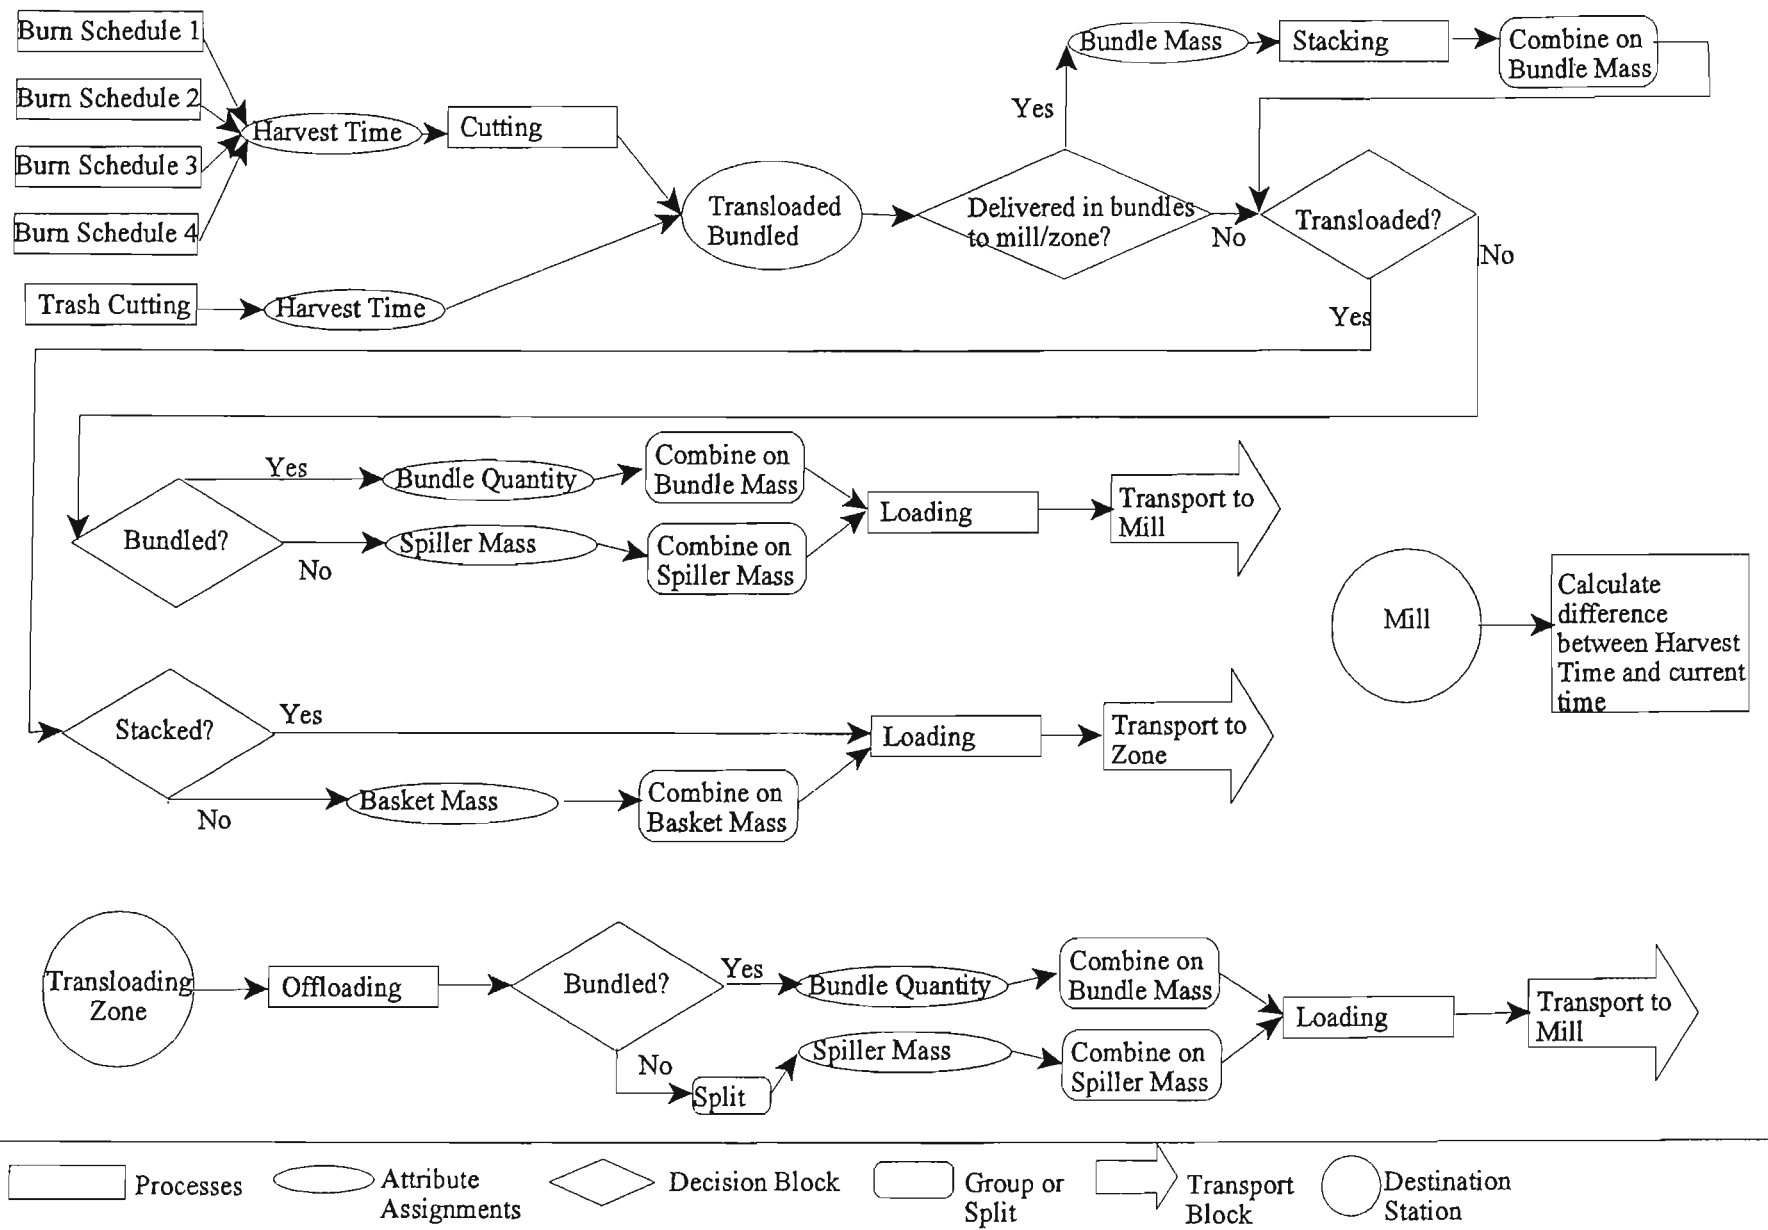 Burn Schedule 1
Burn Schedule 2
Burn Schedule 3
Burn Schedule 4
Harvest Time
Cutting
Trash Cutting
Harvest Time
Transloaded
Bundled
Delivered in bundles
to mill/zone?
Yes
No
Bundle Mass
Stacking
Combine on
Bundle Mass
Transloaded?
No
Yes
Bundled?
Yes
No
Bundle Quantity
Combine on
Bundle Mass
Spiller Mass
Combine on
Spiller Mass
Loading
Transport to
Mill
Mill
Calculate
difference
between Harvest
Time and current
time
Stacked?
Yes
No
Basket Mass
Combine on
Basket Mass
Loading
Transport to
Zone
Transloading
Zone
Offloading
Bundled?
Yes
No
Split
Bundle Quantity
Combine on
Bundle Mass
Spiller Mass
Combine on
Spiller Mass
Loading
Transport to
Mill
Processes
Attribute
Assignments
Decision Block
Group or
Split
Transport
Block
Destination
Station